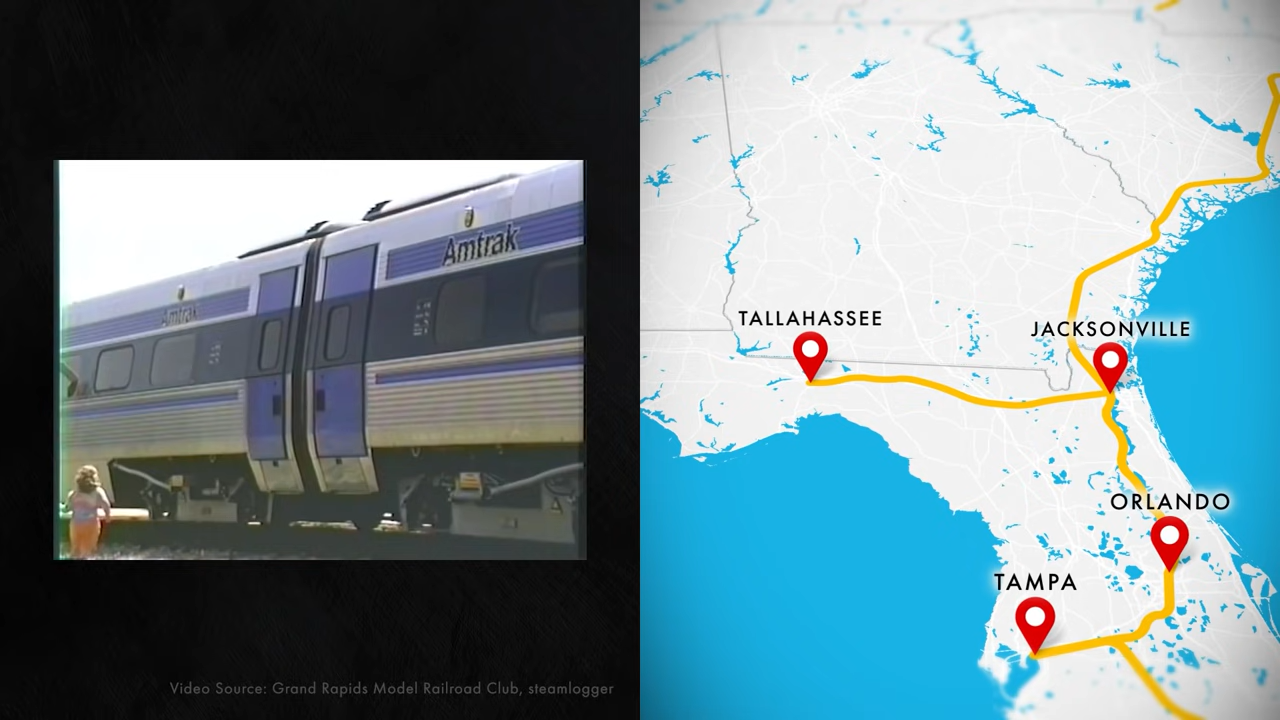 Amtrak
Amtrak
Video Source: Grand Rapids Model Railroad Club, steamlogger
TALLAHASSEE
JACKSONVILLE
ORLANDO
TAMPA